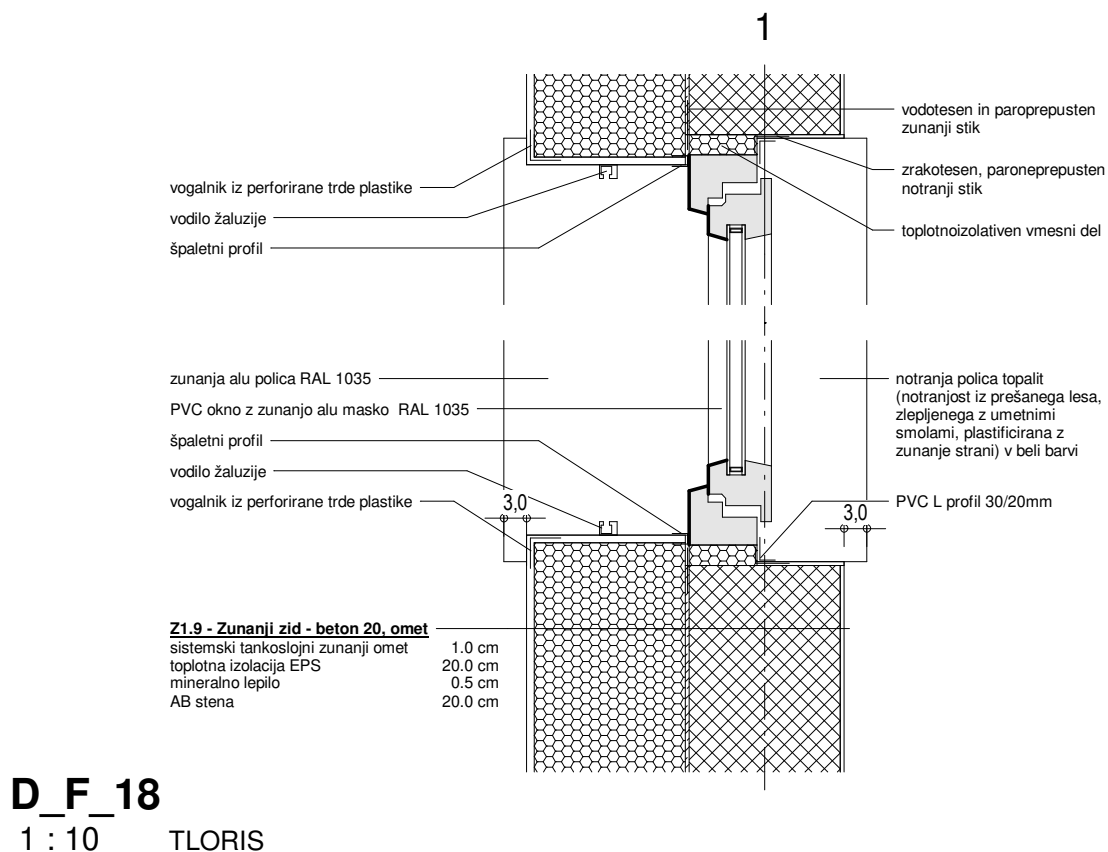 1
vodotesen in paroprepusten
zunanji stik
zrakotesen, paroneprepusten
notranji stik
toplotnoizolativen vmesni del
vogalnik iz perforirane trde plastike
vodilo žaluzije
špaletni profil
zunanja alu polica RAL 1035
PVC okno z zunanjo alu masko RAL 1035
špaletni profil
vodilo žaluzije
vogalnik iz perforirane trde plastike
3,0
notranja polica topalit
(notranjost iz prešanega lesa,
zlepljenega z umetnimi
smolami, plastificirana z
zunanje strani) v beli barvi
PVC L profil 30/20mm
3,0
Z1.9 - Zunanji zid - beton 20, omet
sistemski tankoslojni zunanji omet 1.0 cm
toplotna izolacija EPS 20.0 cm
mineralno lepilo 0.5 cm
AB stena 20.0 cm
D_F_18
1 : 10 TLORIS